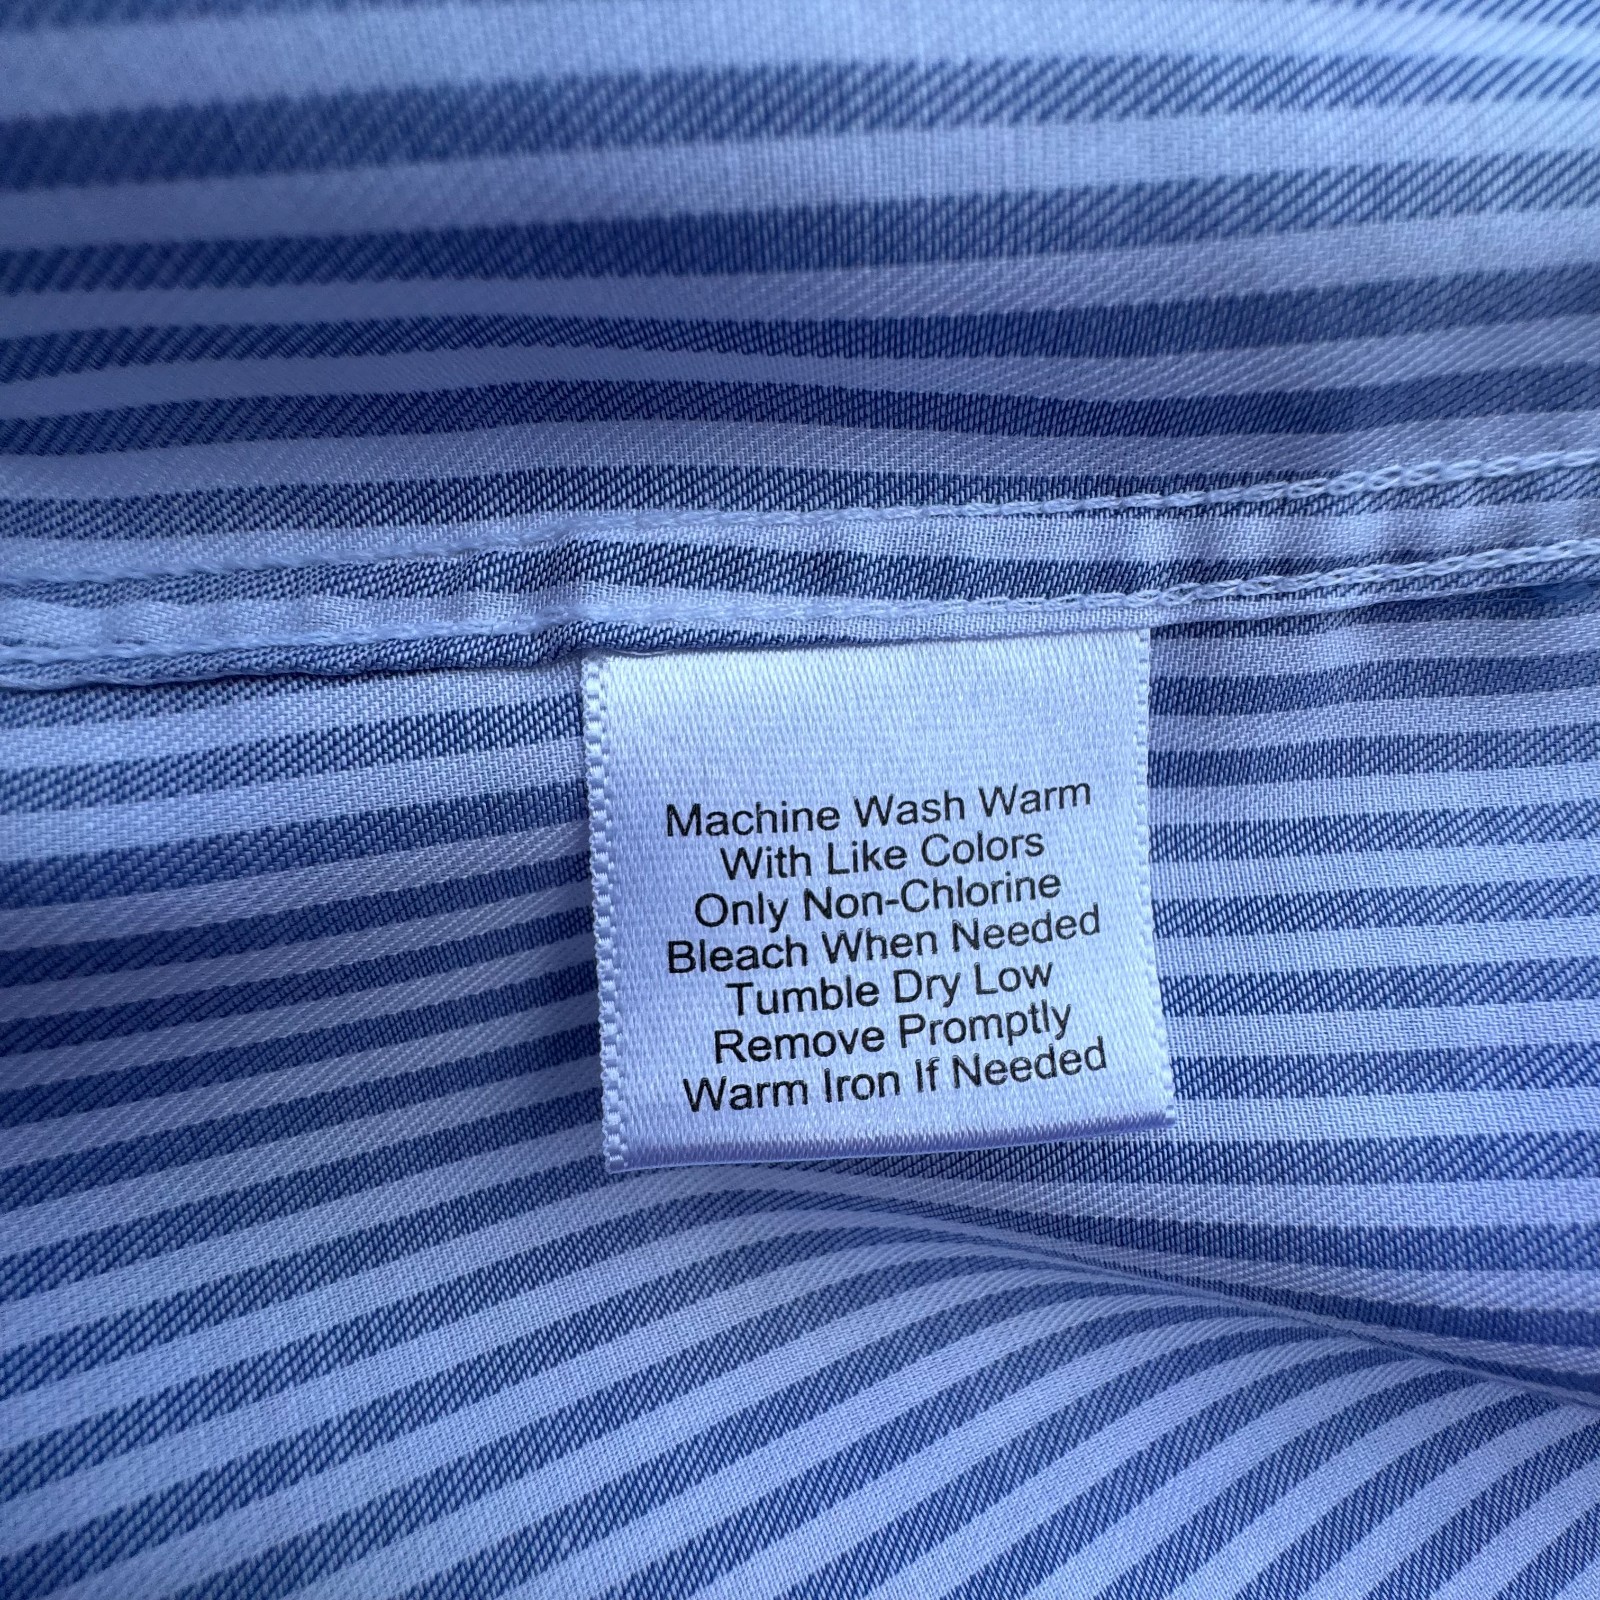 Machine Wash Warm
With Like Colors
Only Non-Chlorine
Bleach When Needed
Tumble Dry Low
Remove Promptly
Warm Iron If Needed